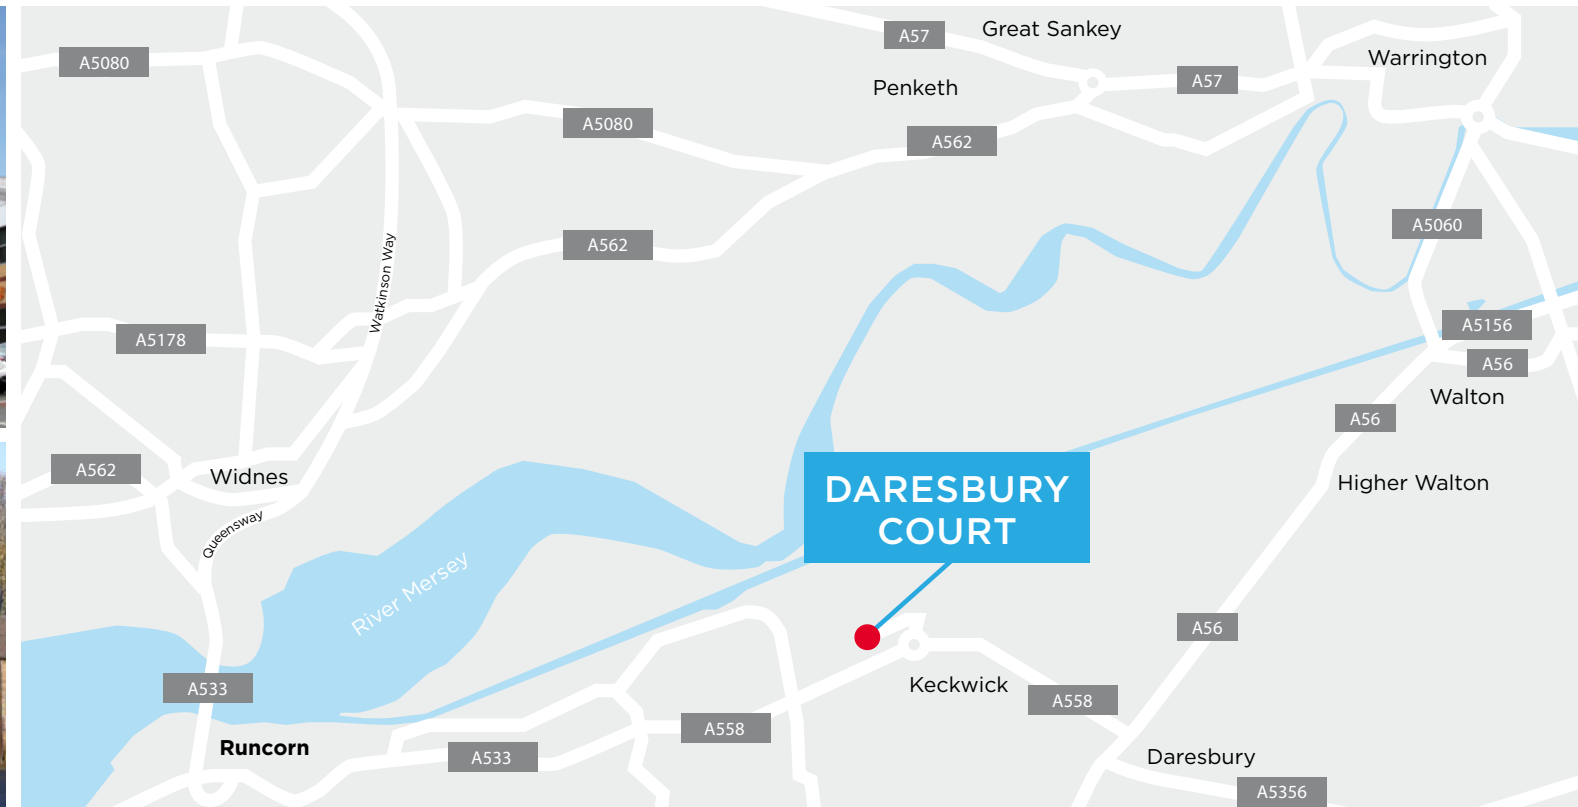 A57
Great Sankey
A5080
Warrington
Penketh
A57
A5080
A562
A5060
Watkinson Way
A562
A5178
A5156
A56
Walton
A56
A562
Widnes
Higher Walton
DARESBURY
COURT
Queensway
River Mersey
A56
A533
Keckwick
A558
A558
Runcorn
A533
Daresbury
A5356